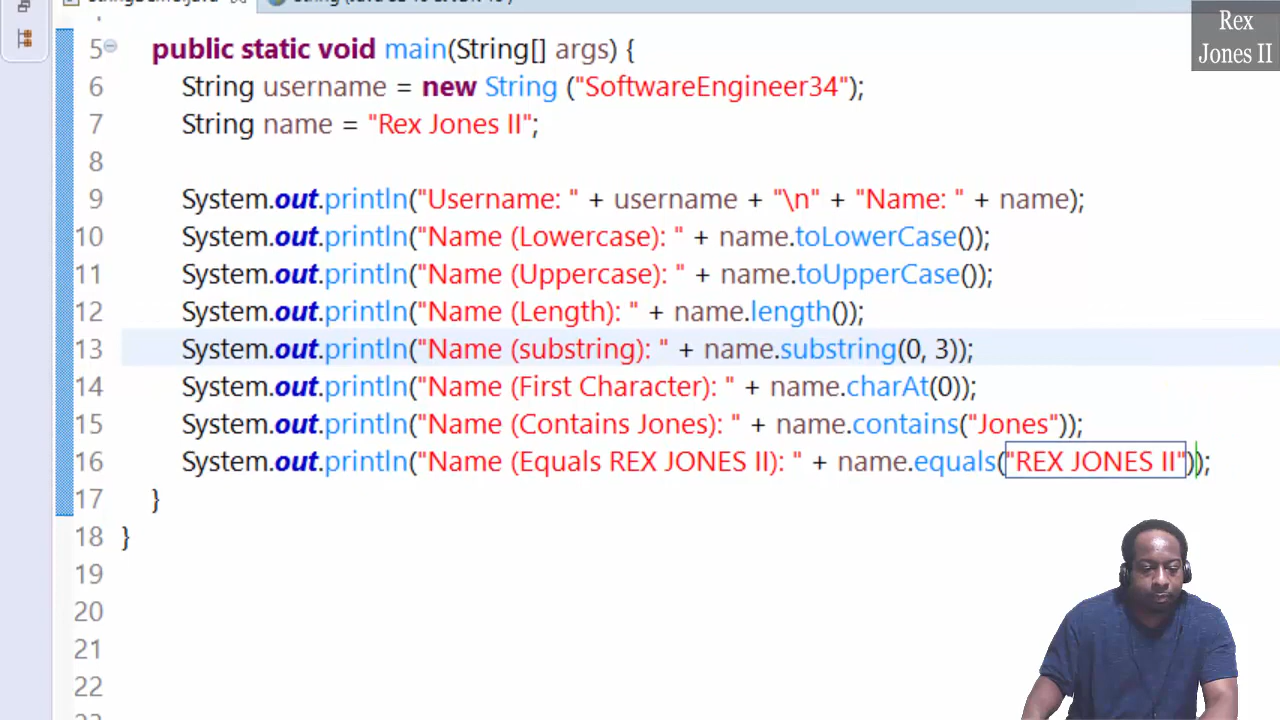 Rex
Jones II
5 public static void main(String[] args) {
6 String username = new String ("SoftwareEngineer34");
7 String name = "Rex Jones II";
8
9 System.out.println("Username: " + username + "\n" + "Name: " + name);
10 System.out.println("Name (Lowercase): " + name.toLowerCase());
11 System.out.println("Name (Uppercase): " + name.toUpperCase());
12 System.out.println("Name (Length): " + name.length());
13 System.out.println("Name (substring): " + name.substring(0, 3));
14 System.out.println("Name (First Character): " + name.charAt(0));
15 System.out.println("Name (Contains Jones): " + name.contains("Jones"));
16 System.out.println("Name (Equals REX JONES II): " + name.equals("REX JONES II"));
17 }
18 }
19
20
21
22